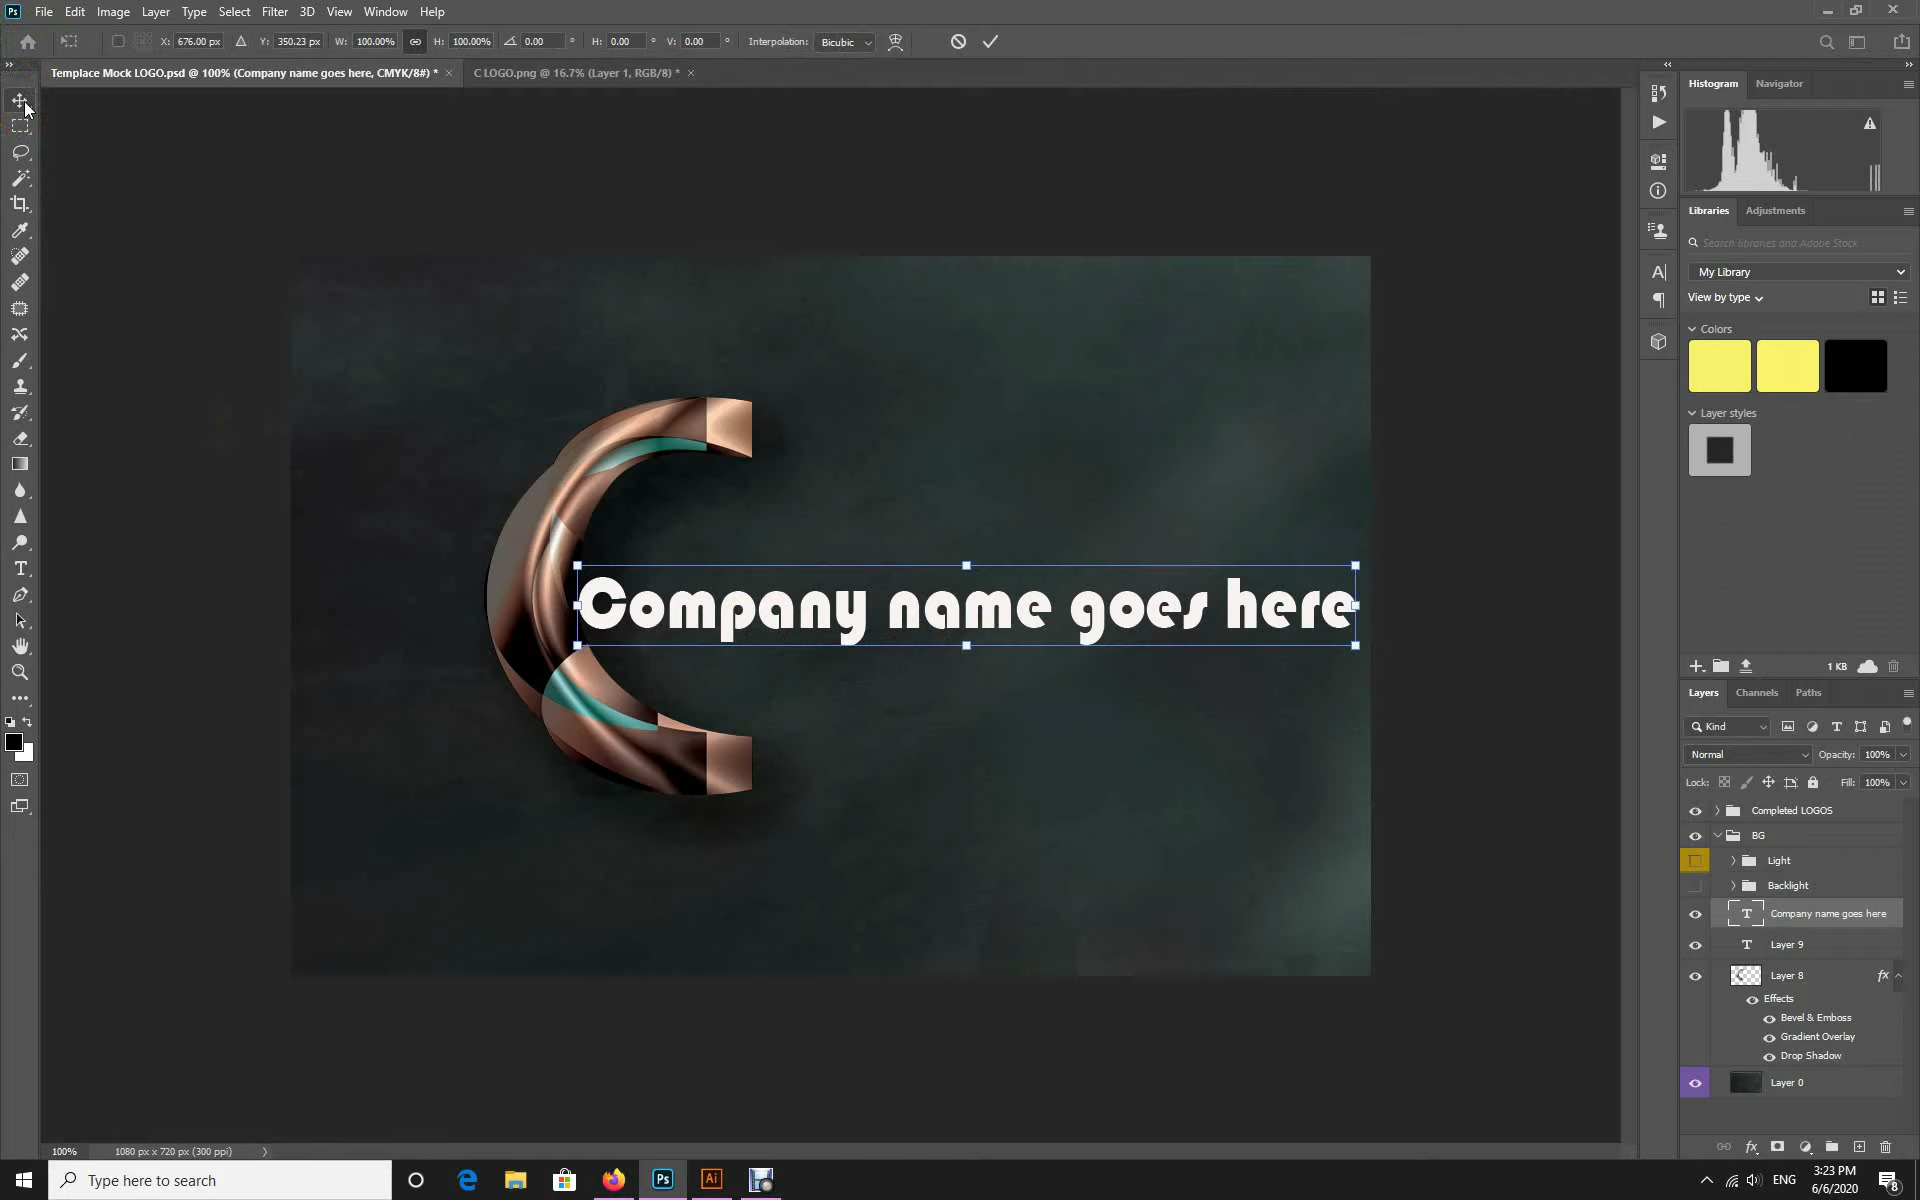 Ps File Edit Image Layer Type Select Filter 3D View Window Help
X: 676.00 px Y: 350.23 px W: 100.00% H: 100.00% 0.00 ° H: 0.00 ° V: 0.00 ° Interpolation: Bicubic
Templace Mock LOGO.psd @ 100% (Company name goes here, CMYK/8#) * × C LOGO.png @ 16.7% (Layer 1, RGB/8) * ×
Histogram Navigator
Libraries Adjustments
Search libraries and Adobe Stock
My Library
View by type
Colors
Layer styles
Company name goes here
1 KB
Layers Channels Paths
Kind
Normal Opacity: 100%
Lock: Fill: 100%
Completed LOGOS
BG
Light
Backlight
T Company name goes here
T Layer 9
Layer 8 fx
Effects
Bevel & Emboss
Gradient Overlay
Drop Shadow
Layer 0
100% 1080 px x 720 px (300 ppi)
Type here to search
Ps Ai
ENG
3:23 PM
6/6/2020
8